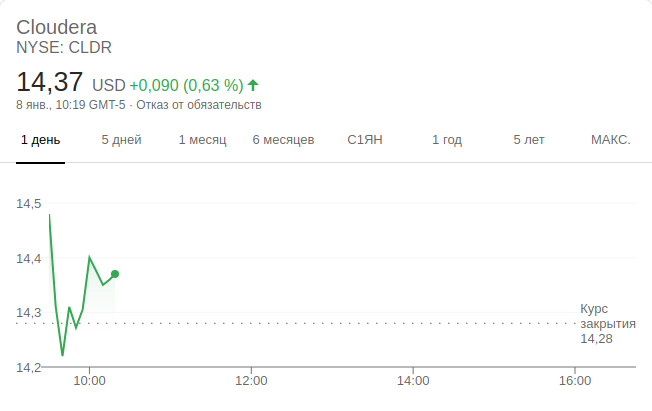 Cloudera
NYSE: CLDR
14,37 USD +0,090 (0,63 %)
8 янв., 10:19 GMT-5 · Отказ от обязательств
1 день 5 дней 1 месяц 6 месяцев С1ЯН 1 год 5 лет МАКС.
14,5
14,4
14,3
14,2
Курс
закрытия
14,28
10:00 12:00 14:00 16:00